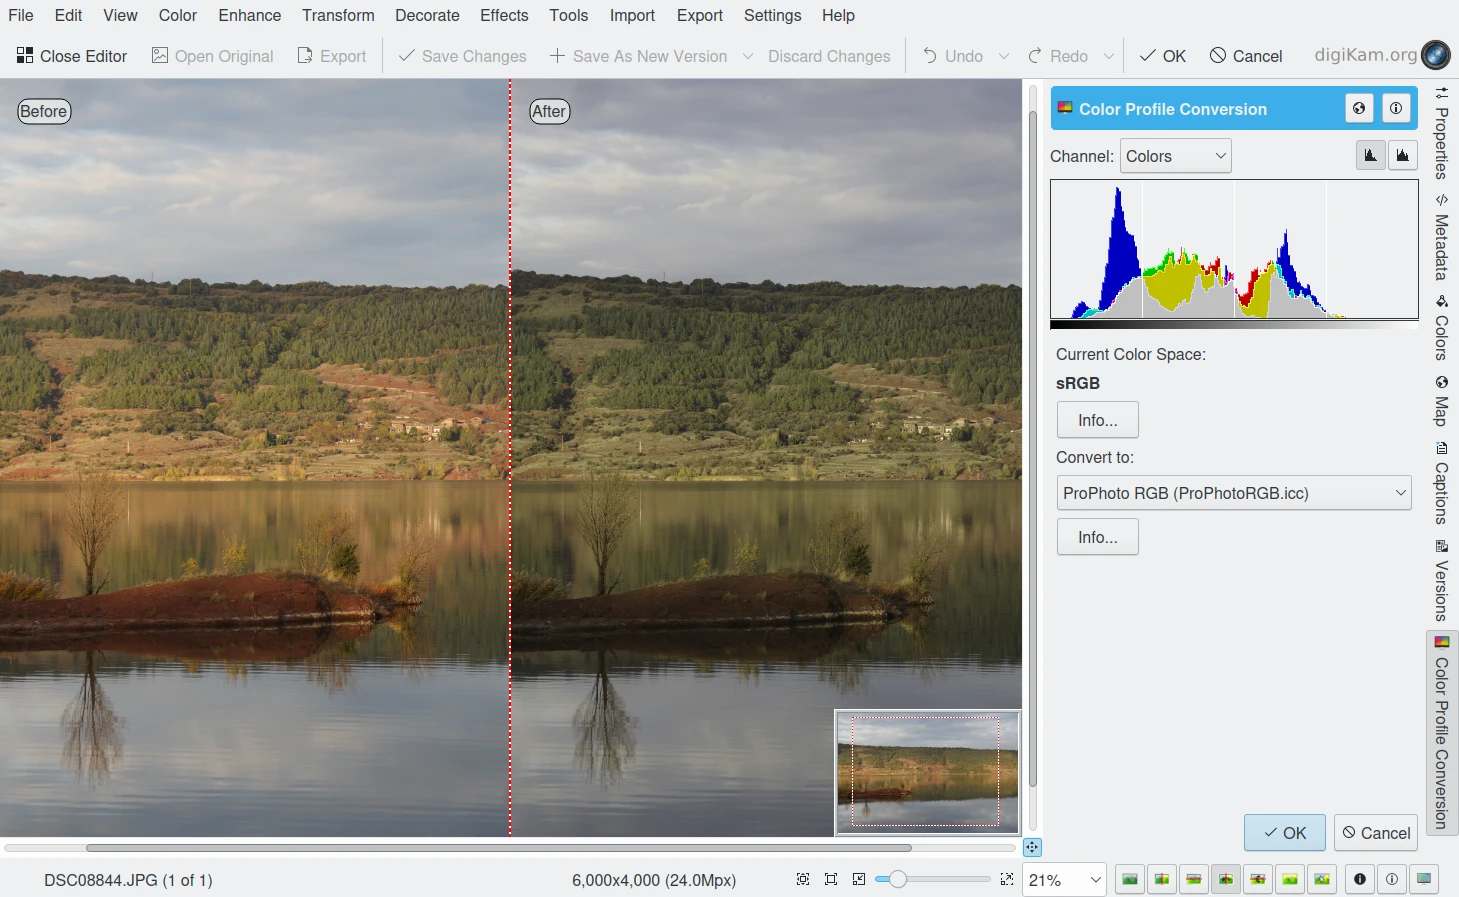 File Edit View Color Enhance Transform Decorate Effects Tools Import Export Settings Help
Close Editor Open Original Export Save Changes Save As New Version Discard Changes Undo Redo OK Cancel digiKam.org
Before After
Color Profile Conversion
Channel: Colors
Current Color Space:
sRGB
Info...
Convert to:
ProPhoto RGB (ProPhotoRGB.icc)
Info...
OK Cancel
Properties
Metadata
Colors
Map
Captions
Versions
Color Profile Conversion
DSC08844.JPG (1 of 1) 6,000x4,000 (24.0Mpx) 21%